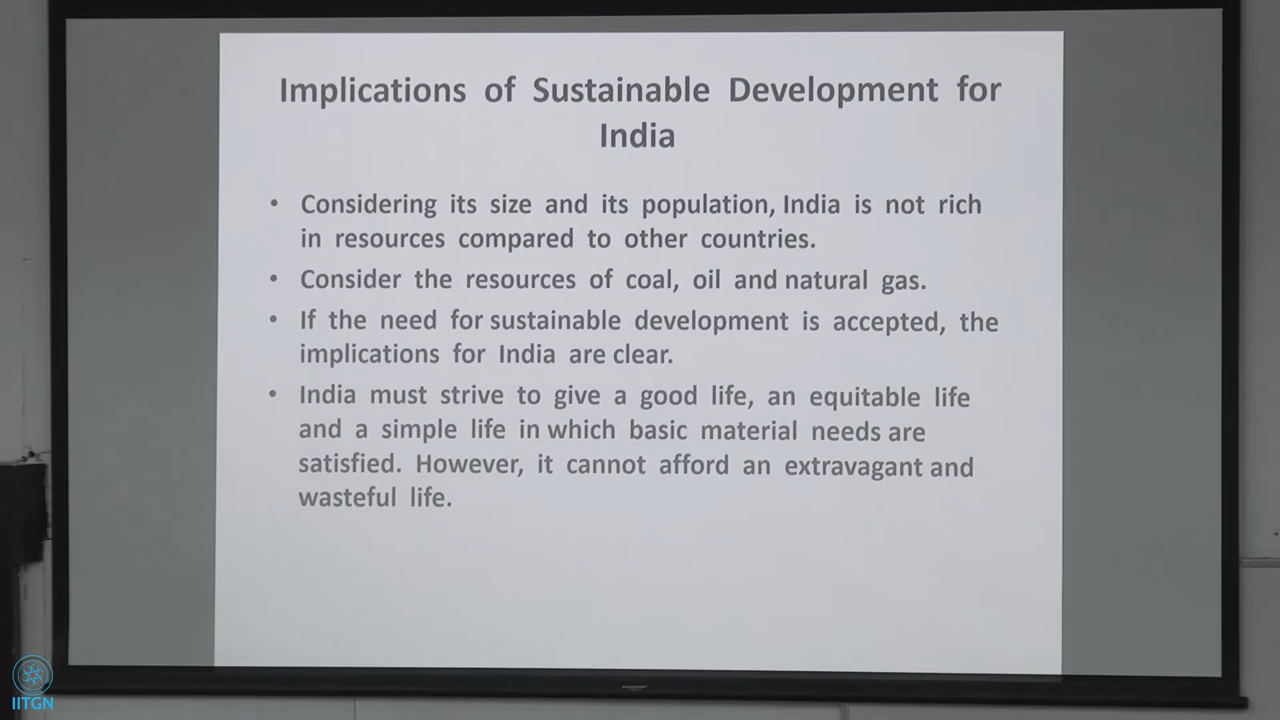 Implications of Sustainable Development for
India
• Considering its size and its population, India is not rich
in resources compared to other countries.
• Consider the resources of coal, oil and natural gas.
• If the need for sustainable development is accepted, the
implications for India are clear.
• India must strive to give a good life, an equitable life
and a simple life in which basic material needs are
satisfied. However, it cannot afford an extravagant and
wasteful life.
IITGN